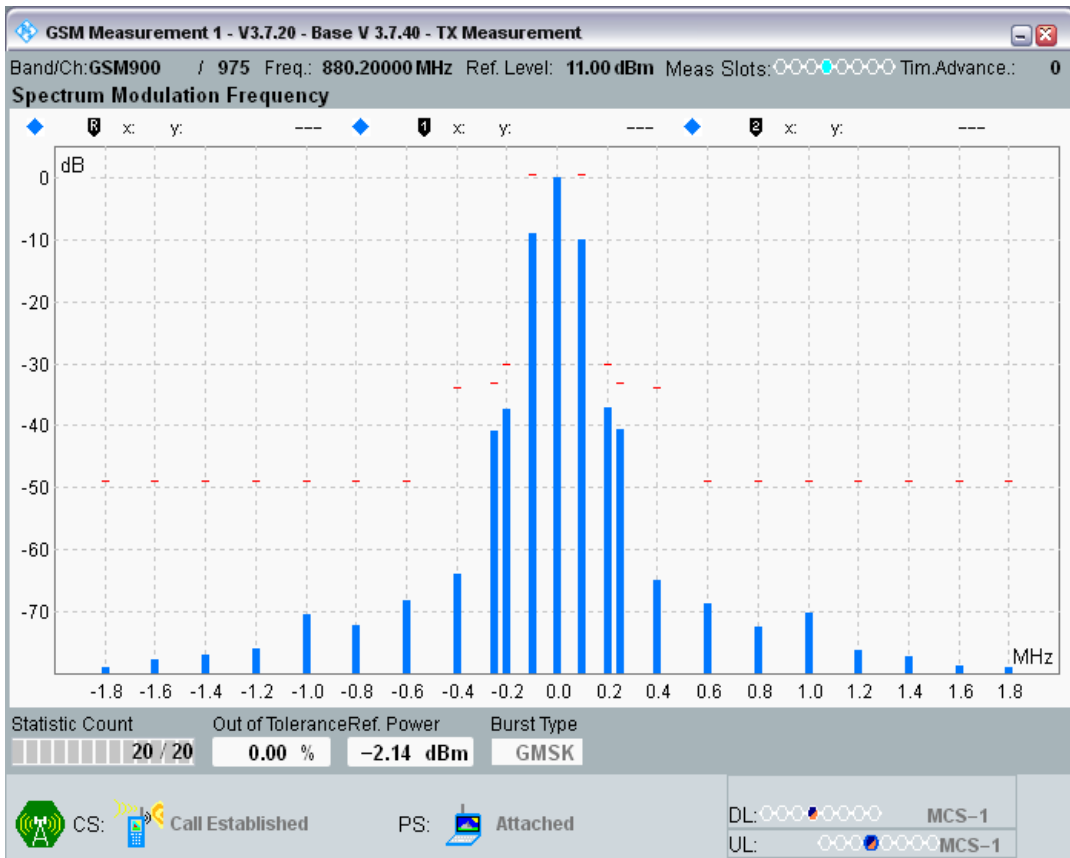 GSM Measurement 1 - V3.7.20 - Base V 3.7.40 - TX Measurement
Band/Ch:GSM900 / 975 Freq.: 880.20000 MHz Ref. Level: 11.00 dBm Meas Slots: Tim.Advance.: 0
Spectrum Modulation Frequency
R x: y: --- 1 x: y: --- 2 x: y: ---
dB
0
-10
-20
-30
-40
-50
-60
-70
MHz
-1.8 -1.6 -1.4 -1.2 -1.0 -0.8 -0.6 -0.4 -0.2 0.0 0.2 0.4 0.6 0.8 1.0 1.2 1.4 1.6 1.8
Statistic Count Out of Tolerance Ref. Power Burst Type
20 / 20 0.00 % −2.14 dBm GMSK
CS: Call Established PS: Attached
DL: MCS−1
UL: MCS−1